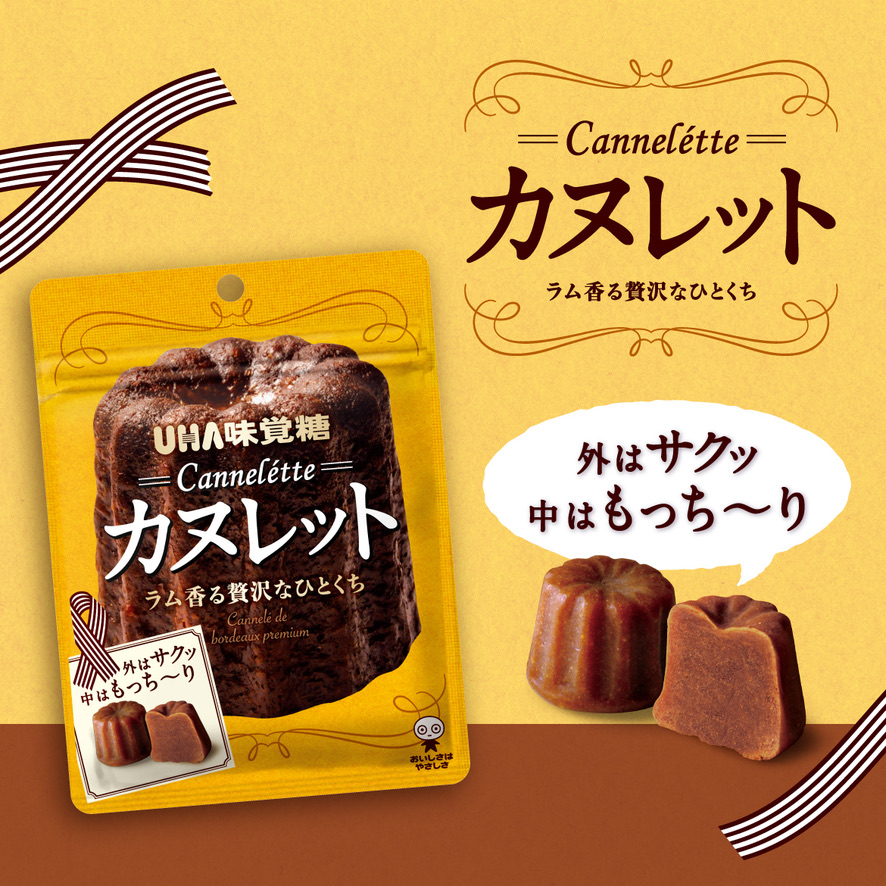 Cannelétte
カヌレット
ラム香る贅沢なひとくち
外はサクッ
中はもっち〜り
UHA味覚糖
Cannelétte
カヌレット
ラム香る贅沢なひとくち
Cannelé de
bordeaux premium
外はサクッ
中はもっち〜り
おいしさは
やさしさ